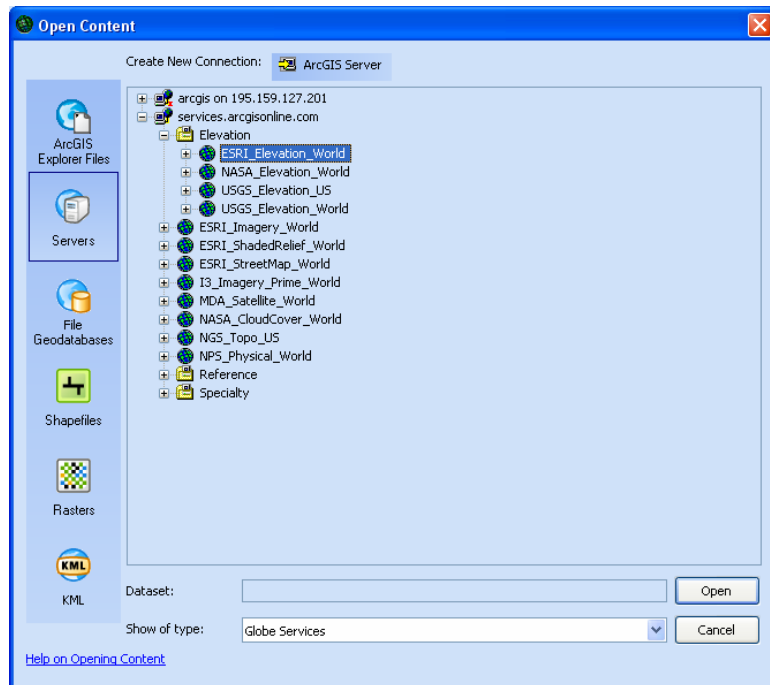 Open Content
Create New Connection:
ArcGIS Server
ArcGIS
Explorer Files
Servers
File
Geodatabases
Shapefiles
Rasters
KML
KML
arcgis on 195.159.127.201
services.arcgisonline.com
Elevation
ESRI_Elevation_World
NASA_Elevation_World
USGS_Elevation_US
USGS_Elevation_World
ESRI_Imagery_World
ESRI_ShadedRelief_World
ESRI_StreetMap_World
I3_Imagery_Prime_World
MDA_Satellite_World
NASA_CloudCover_World
NGS_Topo_US
NPS_Physical_World
Reference
Specialty
Dataset:
Open
Show of type:
Globe Services
Cancel
Help on Opening Content